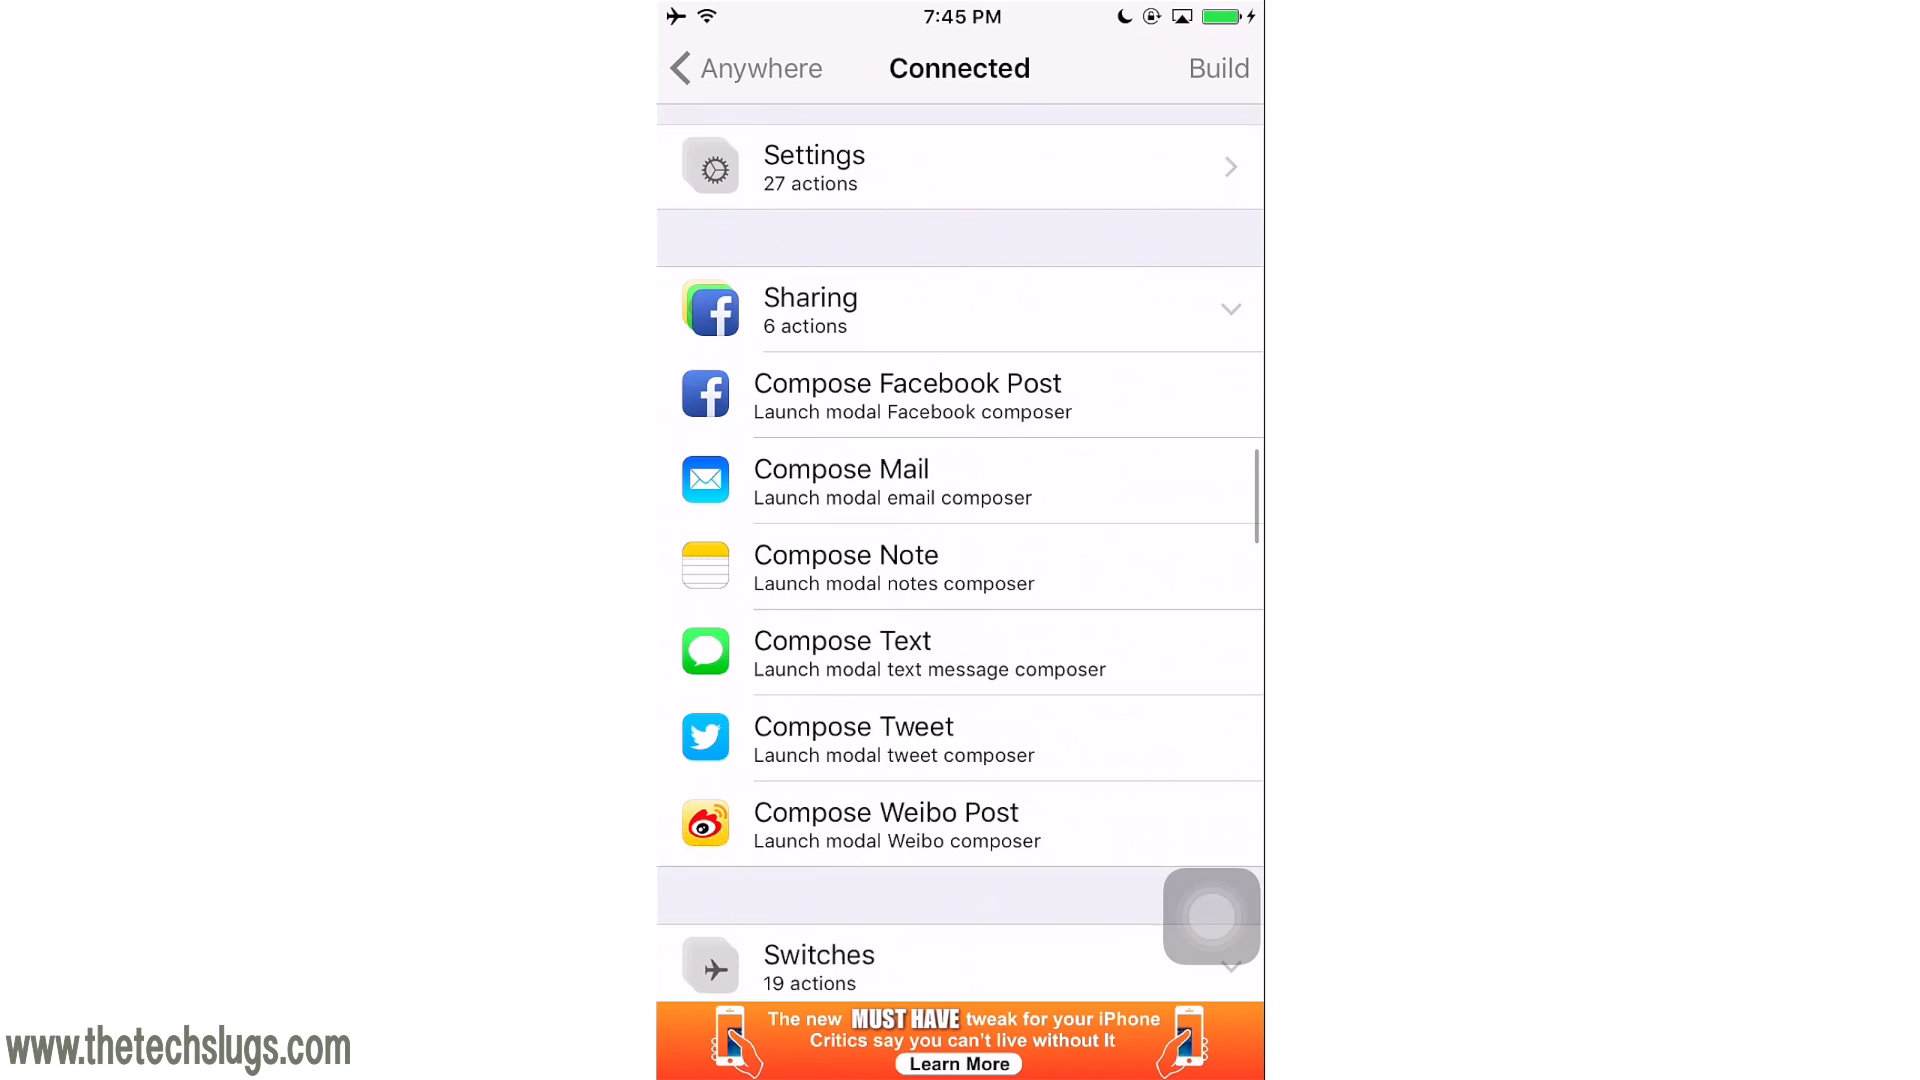 7:45 PM
Anywhere
Connected
Build
Settings
27 actions
Sharing
6 actions
Compose Facebook Post
Launch modal Facebook composer
Compose Mail
Launch modal email composer
Compose Note
Launch modal notes composer
Compose Text
Launch modal text message composer
Compose Tweet
Launch modal tweet composer
Compose Weibo Post
Launch modal Weibo composer
Switches
19 actions
The new MUST HAVE tweak for your iPhone
Critics say you can't live without It
Learn More
www.thetechslugs.com